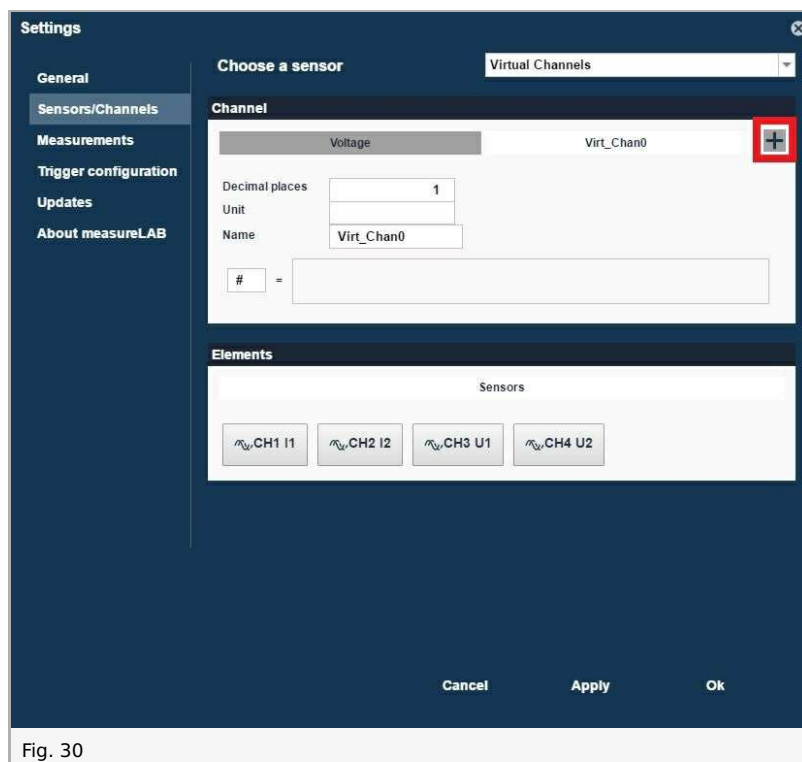 Settings
General
Sensors/Channels
Measurements
Trigger configuration
Updates
About measureLAB
Choose a sensor
Virtual Channels
Channel
Voltage
Virt_Chan0
+
Decimal places
1
Unit
Name
Virt_Chan0
# =
Elements
Sensors
CH1 I1
CH2 I2
CH3 U1
CH4 U2
Cancel
Apply
Ok
Fig. 30